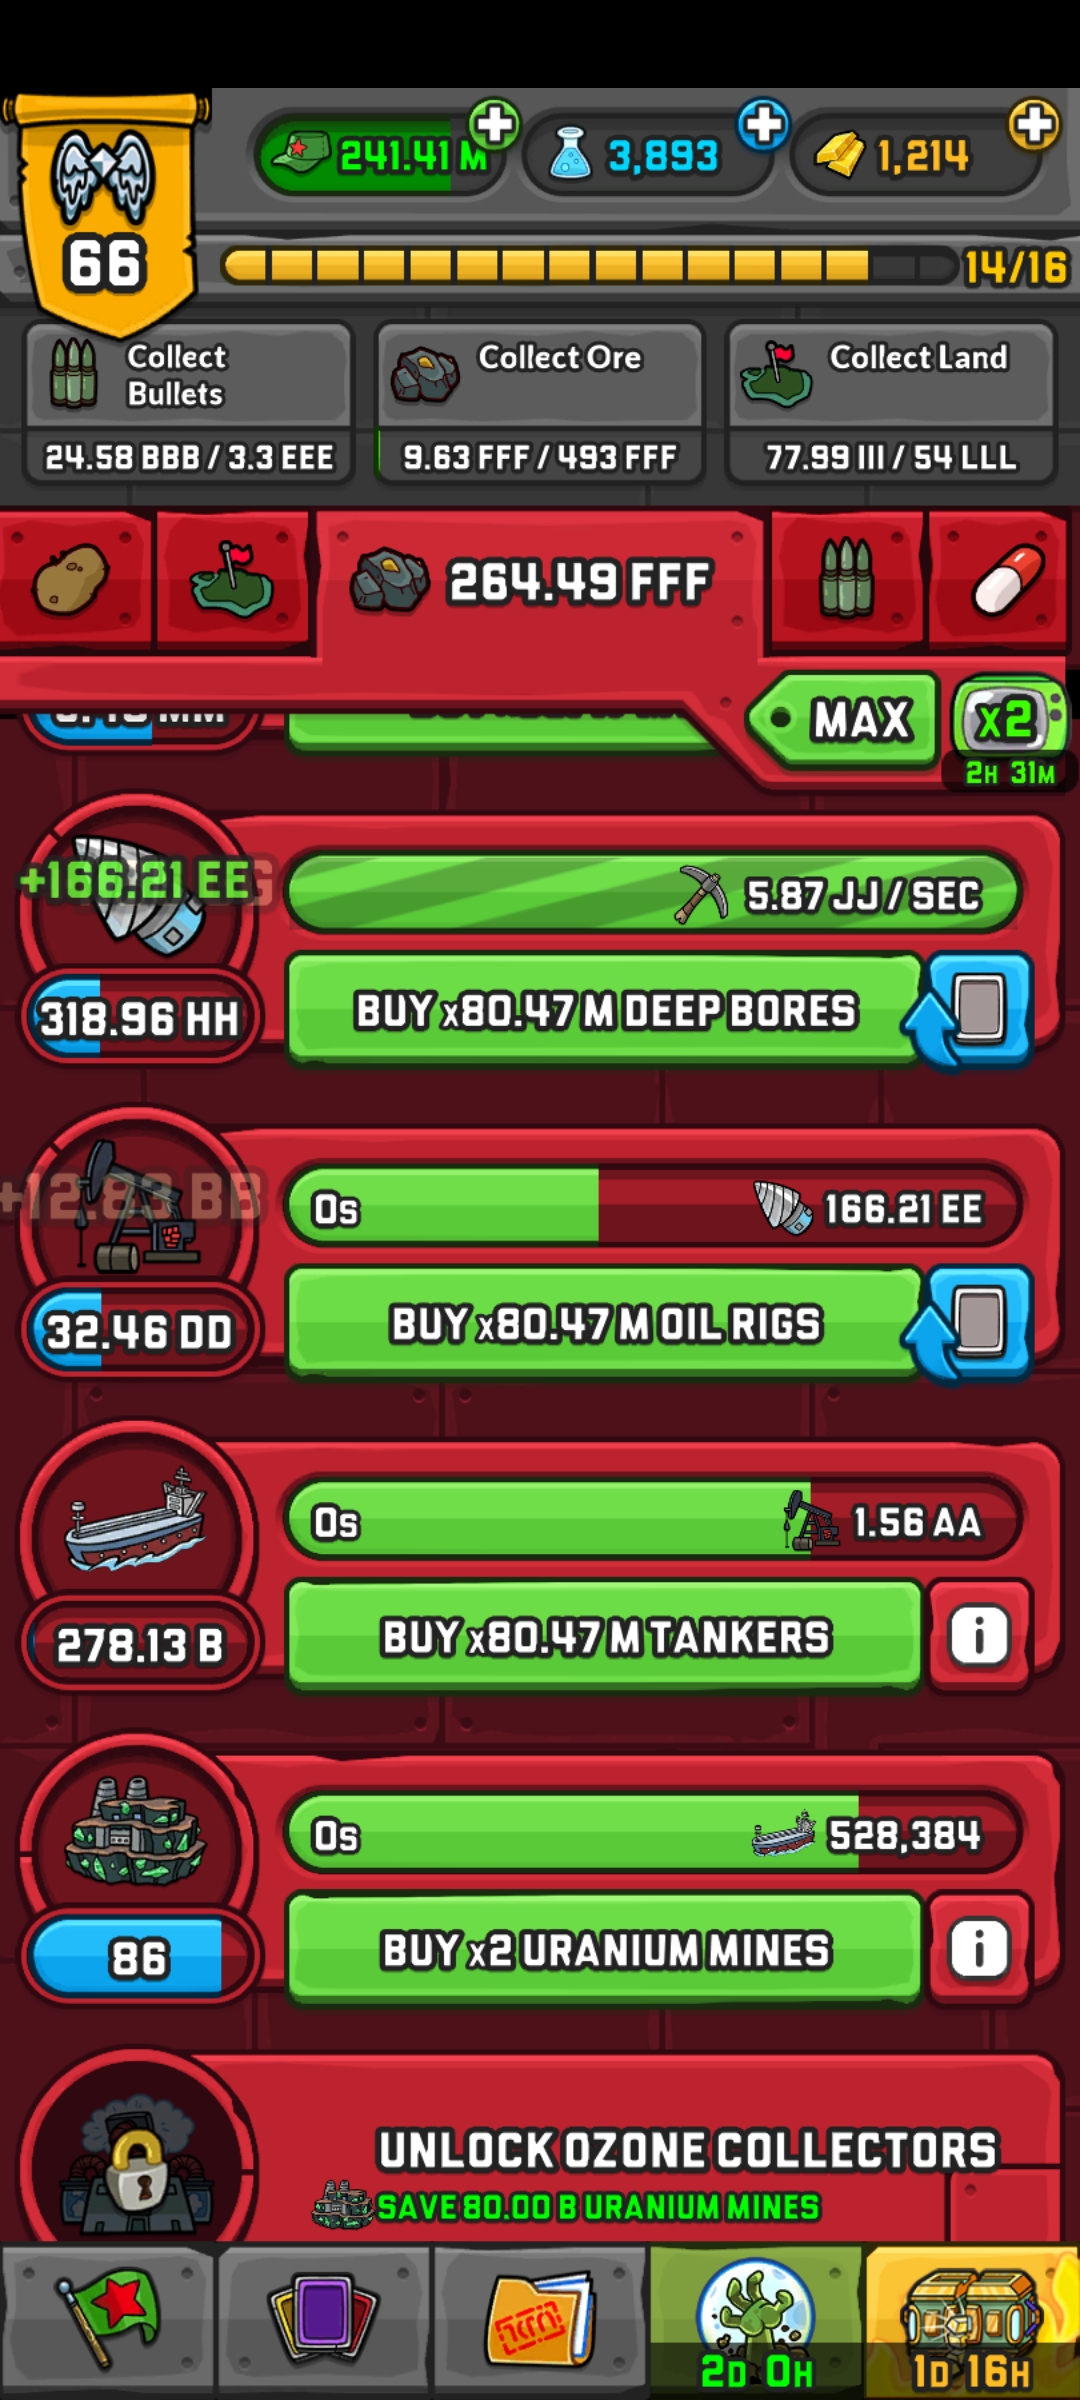 241.41 M
3,893
1,214
66
14/16
Collect
Bullets
24.58 BBB / 3.3 EEE
Collect Ore
9.63 FFF / 493 FFF
Collect Land
77.99 III / 54 LLL
264.49 FFF
MAX
x2
2H 31M
+166.21 EE
5.87 JJ / SEC
318.96 HH
BUY x80.47 M DEEP BORES
+12.83 BB
0s
166.21 EE
32.46 DD
BUY x80.47 M OIL RIGS
0s
1.56 AA
278.13 B
BUY x80.47 M TANKERS
i
0s
528,384
86
BUY x2 URANIUM MINES
i
UNLOCK OZONE COLLECTORS
SAVE 80.00 B URANIUM MINES
2D 0H
1D 16H